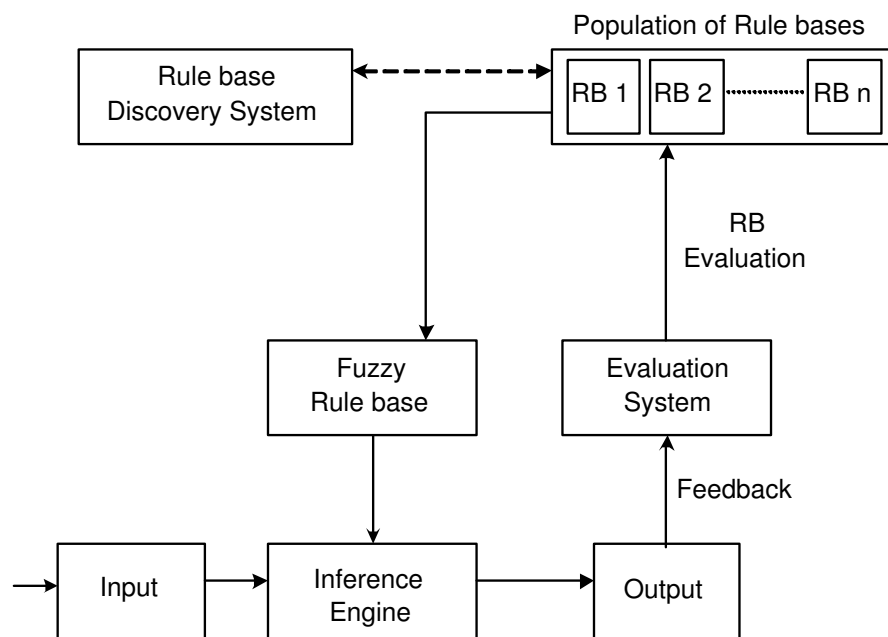 Population of Rule bases
Rule base
Discovery System
RB 1
RB 2
RB n
RB
Evaluation
Fuzzy
Rule base
Evaluation
System
Feedback
Input
Inference
Engine
Output